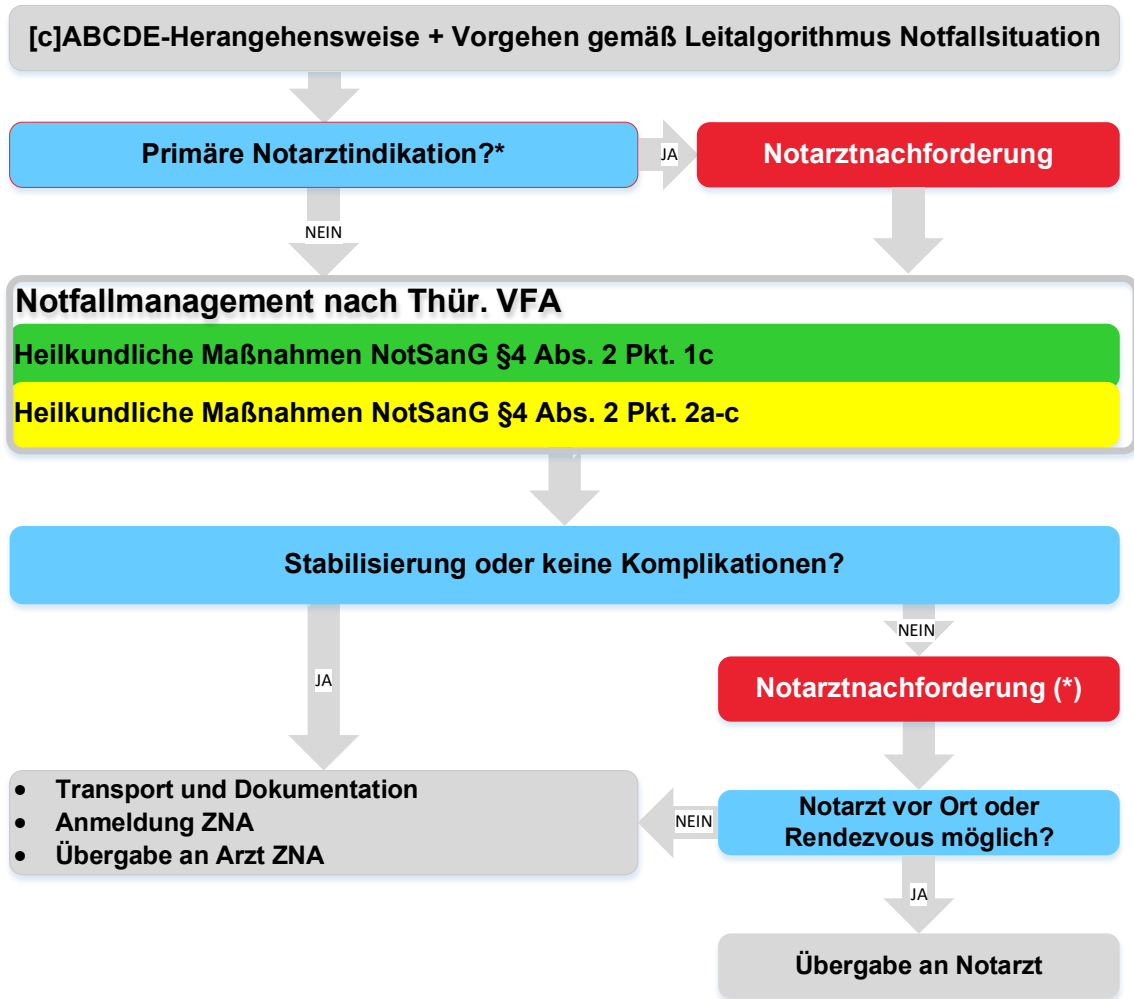 [c]ABCDE-Herangehensweise + Vorgehen gemäß Leitalgorithmus Notfallsituation
Primäre Notarztindikation?*
JA
Notarztnachforderung
NEIN
Notfallmanagement nach Thür. VFA
Heilkundliche Maßnahmen NotSanG §4 Abs. 2 Pkt. 1c
Heilkundliche Maßnahmen NotSanG §4 Abs. 2 Pkt. 2a-c
Stabilisierung oder keine Komplikationen?
NEIN
JA
Notarztnachforderung (*)
• Transport und Dokumentation
• Anmeldung ZNA
• Übergabe an Arzt ZNA
NEIN
Notarzt vor Ort oder
Rendezvous möglich?
JA
Übergabe an Notarzt